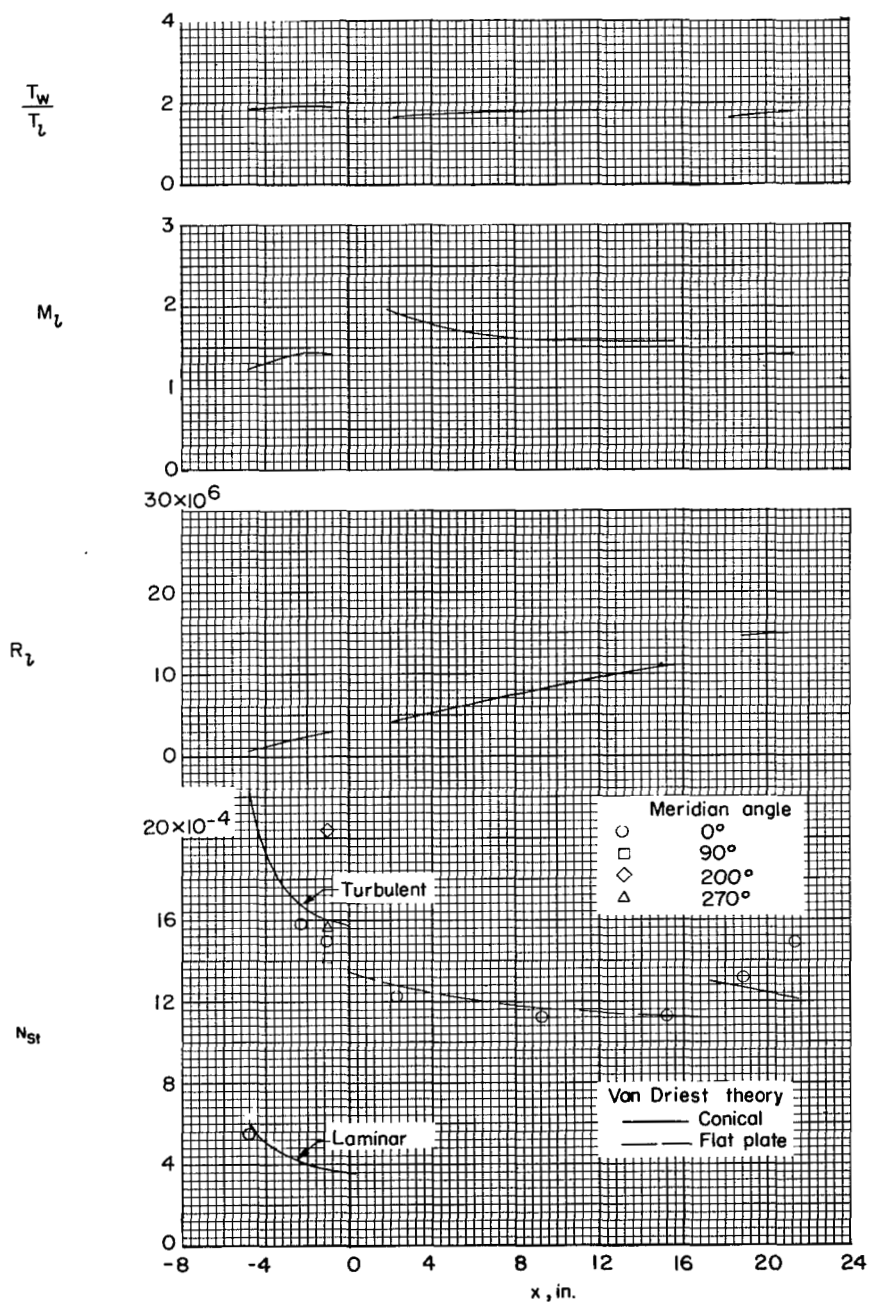 4
T_w
T_l
2
0
3
M_l
2
1
0
30×10^6
20
R_l
10
0
20×10^-4
Meridian angle
0°
90°
200°
270°
Turbulent
16
12
N_St
8
Van Driest theory
Conical
Flat plate
Laminar
4
0
-8 -4 0 4 8 12 16 20 24
x, in.